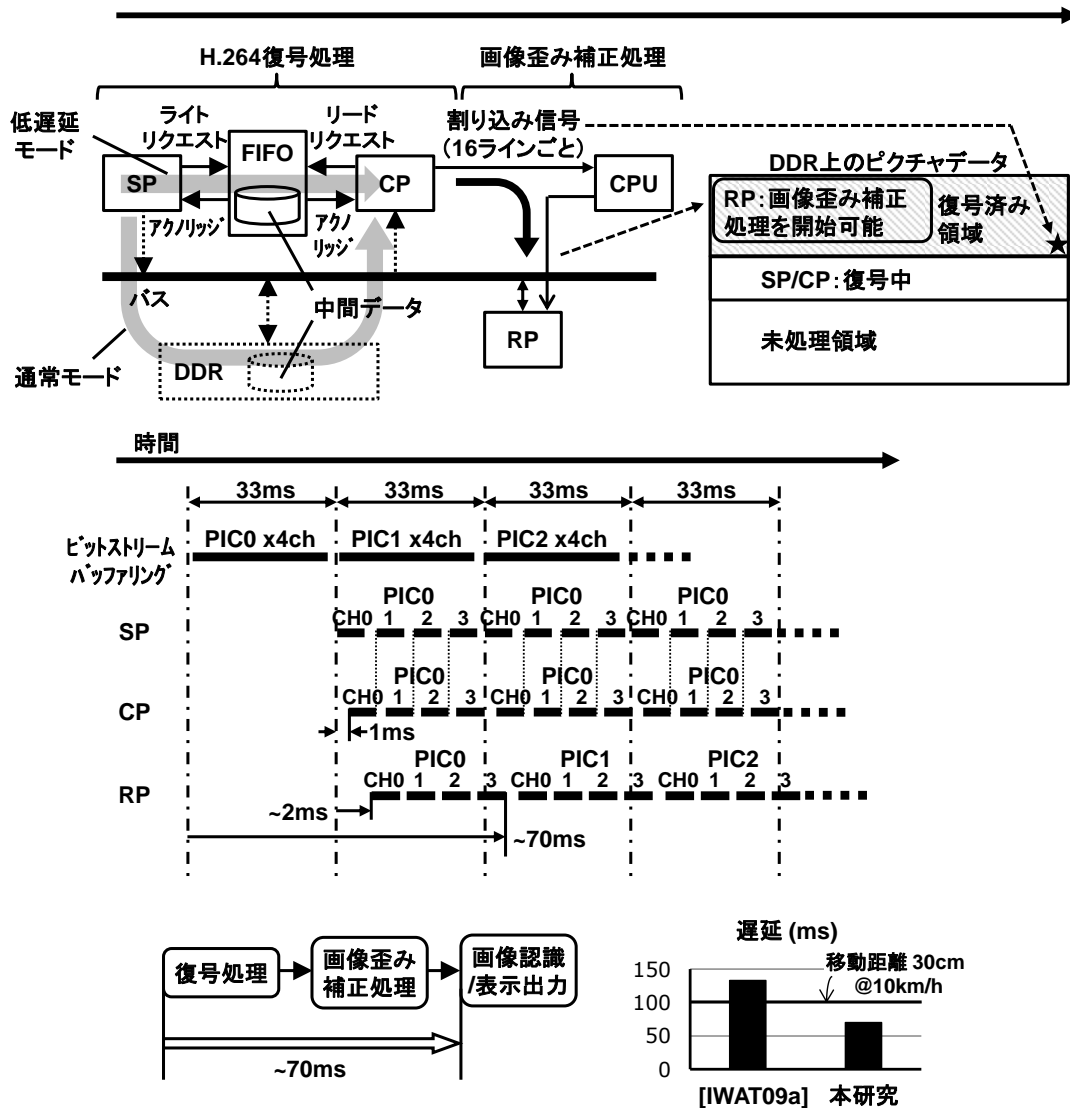 H.264復号処理
画像歪み補正処理
低遅延
モード
ライト
リクエスト
リード
リクエスト
割り込み信号
(16ラインごと)
SP
FIFO
CP
CPU
アクノリッジ
アクノ
リッジ
バス
中間データ
RP
DDR
通常モード
DDR上のピクチャデータ
RP:画像歪み補正
処理を開始可能
復号済み
領域
SP/CP:復号中
未処理領域
時間
33ms 33ms 33ms 33ms
ビットストリーム
バッファリング
PIC0 x4ch PIC1 x4ch PIC2 x4ch
PIC0 PIC0 PIC0
SP
CH0 1 2 3 CH0 1 2 3 CH0 1 2 3
PIC0 PIC0 PIC0
CP
CH0 1 2 3 CH0 1 2 3 CH0 1 2 3
1ms
PIC0 PIC1 PIC2
RP
CH0 1 2 3 CH0 1 2 3 CH0 1 2 3
~2ms
~70ms
復号処理
画像歪み
補正処理
画像認識
/表示出力
~70ms
遅延 (ms)
移動距離 30cm
@10km/h
150
100
50
0
[IWAT09a] 本研究